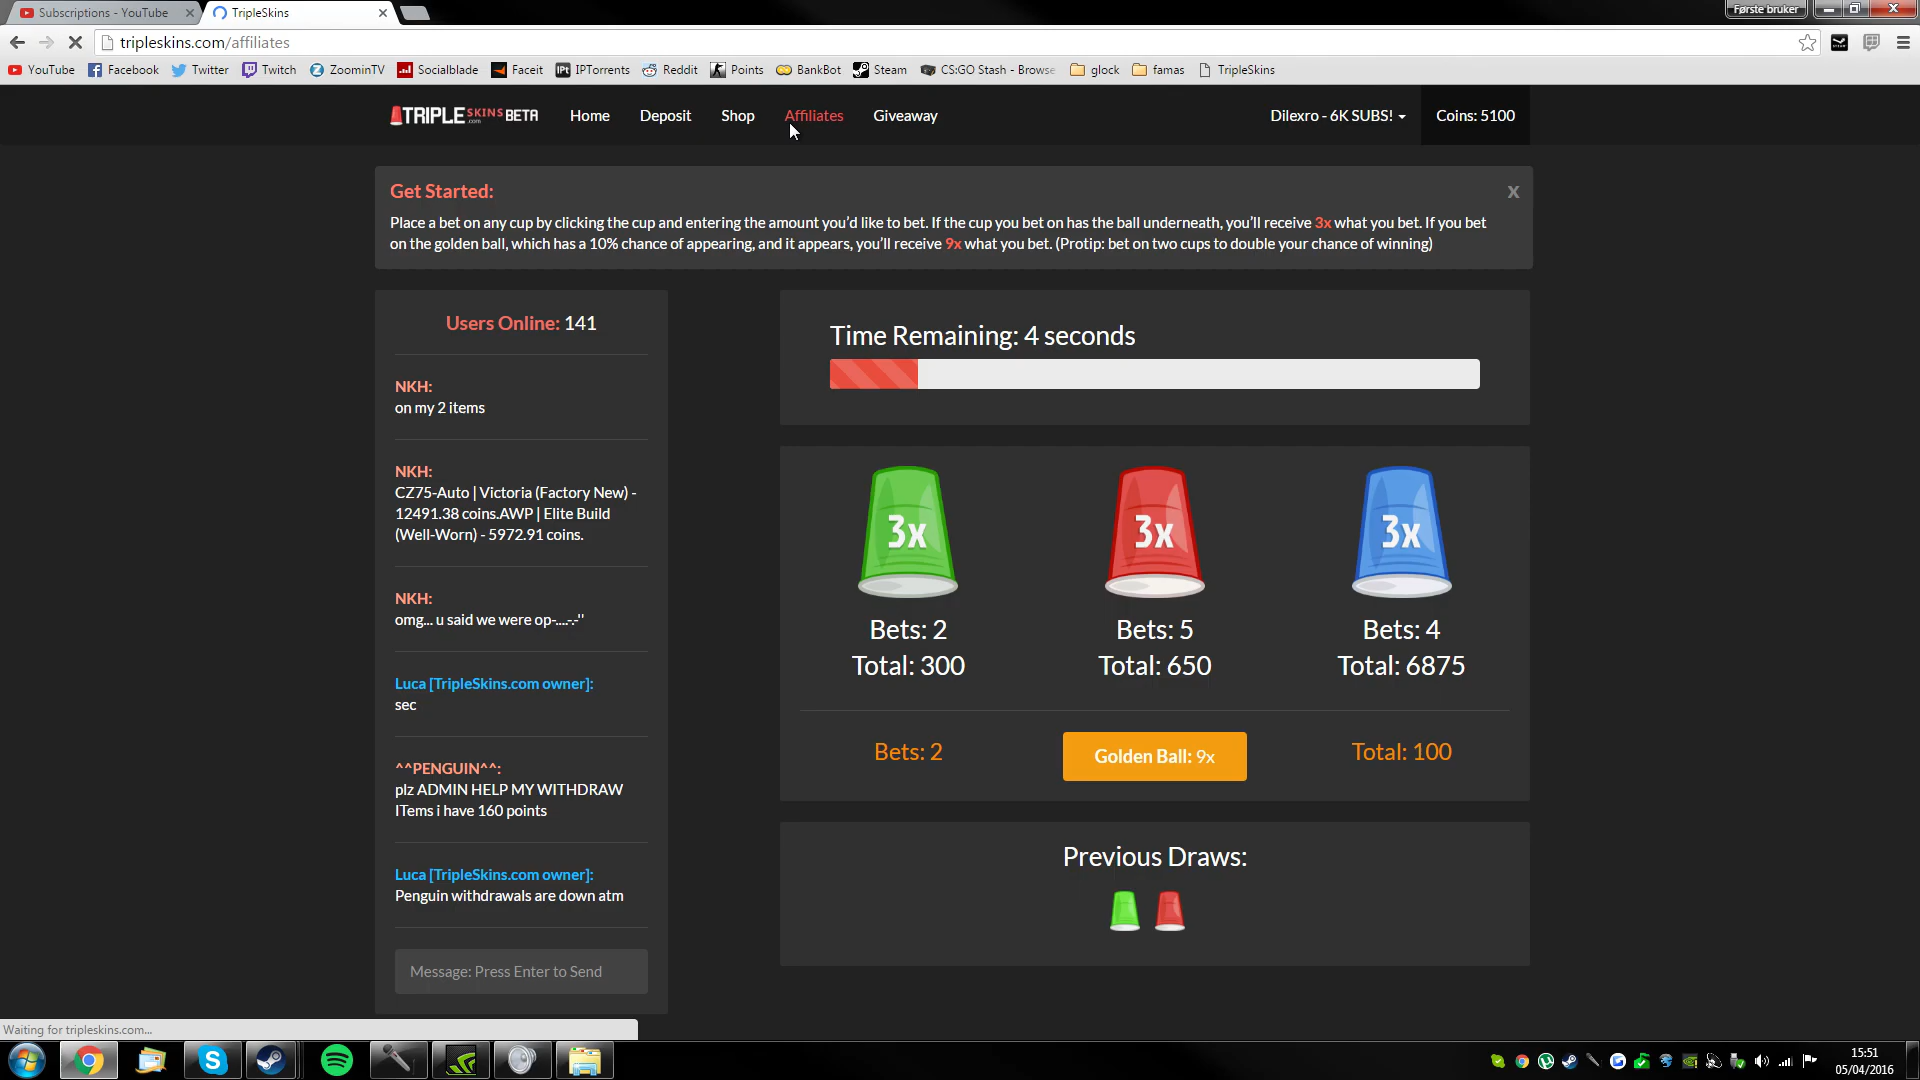 Subscriptions - YouTube
TripleSkins
Første bruker
tripleskins.com/affiliates
YouTube
Facebook
Twitter
Twitch
ZoominTV
Socialblade
Faceit
IPTorrents
Reddit
Points
BankBot
Steam
CS:GO Stash - Browse
glock
famas
TripleSkins
TRIPLE SKINS .com BETA
Home
Deposit
Shop
Affiliates
Giveaway
Dilexro - 6K SUBS!
Coins: 5100
Get Started:
x
Place a bet on any cup by clicking the cup and entering the amount you'd like to bet. If the cup you bet on has the ball underneath, you'll receive 3x what you bet. If you bet
on the golden ball, which has a 10% chance of appearing, and it appears, you'll receive 9x what you bet. (Protip: bet on two cups to double your chance of winning)
Users Online: 141
NKH:
on my 2 items
NKH:
CZ75-Auto | Victoria (Factory New) -
12491.38 coins.AWP | Elite Build
(Well-Worn) - 5972.91 coins.
NKH:
omg... u said we were op-....-.-''
Luca [TripleSkins.com owner]:
sec
^^PENGUIN^^:
plz ADMIN HELP MY WITHDRAW
ITems i have 160 points
Luca [TripleSkins.com owner]:
Penguin withdrawals are down atm
Message: Press Enter to Send
Time Remaining: 4 seconds
3x
3x
3x
Bets: 2
Total: 300
Bets: 5
Total: 650
Bets: 4
Total: 6875
Bets: 2
Golden Ball: 9x
Total: 100
Previous Draws:
Waiting for tripleskins.com...
15:51
05/04/2016